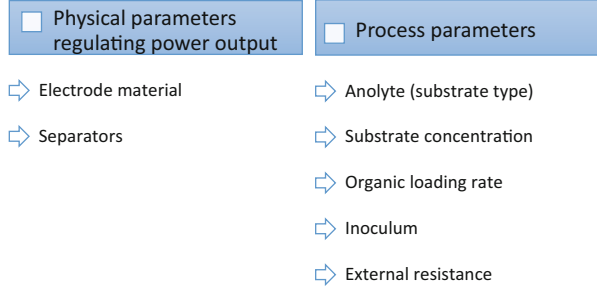 Physical parameters
regulating power output
Electrode material
Separators
Process parameters
Anolyte (substrate type)
Substrate concentration
Organic loading rate
Inoculum
External resistance